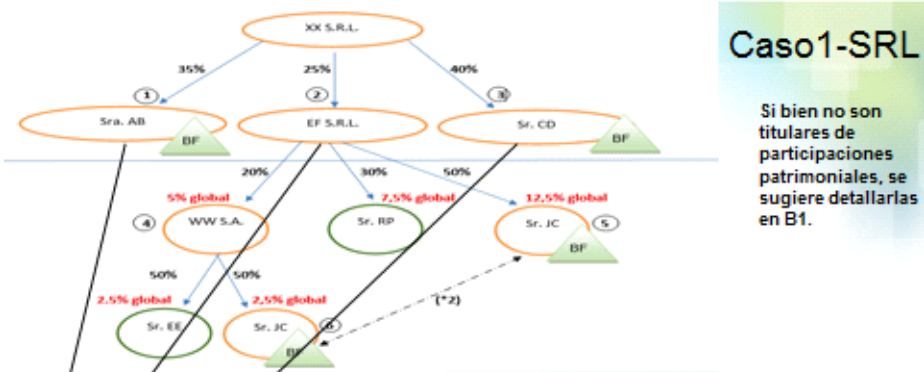 XX S.R.L.
35%
25%
40%
1
2
3
Sra. AB
BF
EF S.R.L.
Sr. CD
BF
20%
30%
50%
5% global
7,5% global
12,5% global
4
WW S.A.
Sr. RP
Sr. JC
5
BF
50%
50%
2.5% global
2,5% global
(*2)
Sr. EE
Sr. JC
6
BF
Caso1-SRL
Si bien no son
titulares de
participaciones
patrimoniales, se
sugiere detallarlas
en B1.